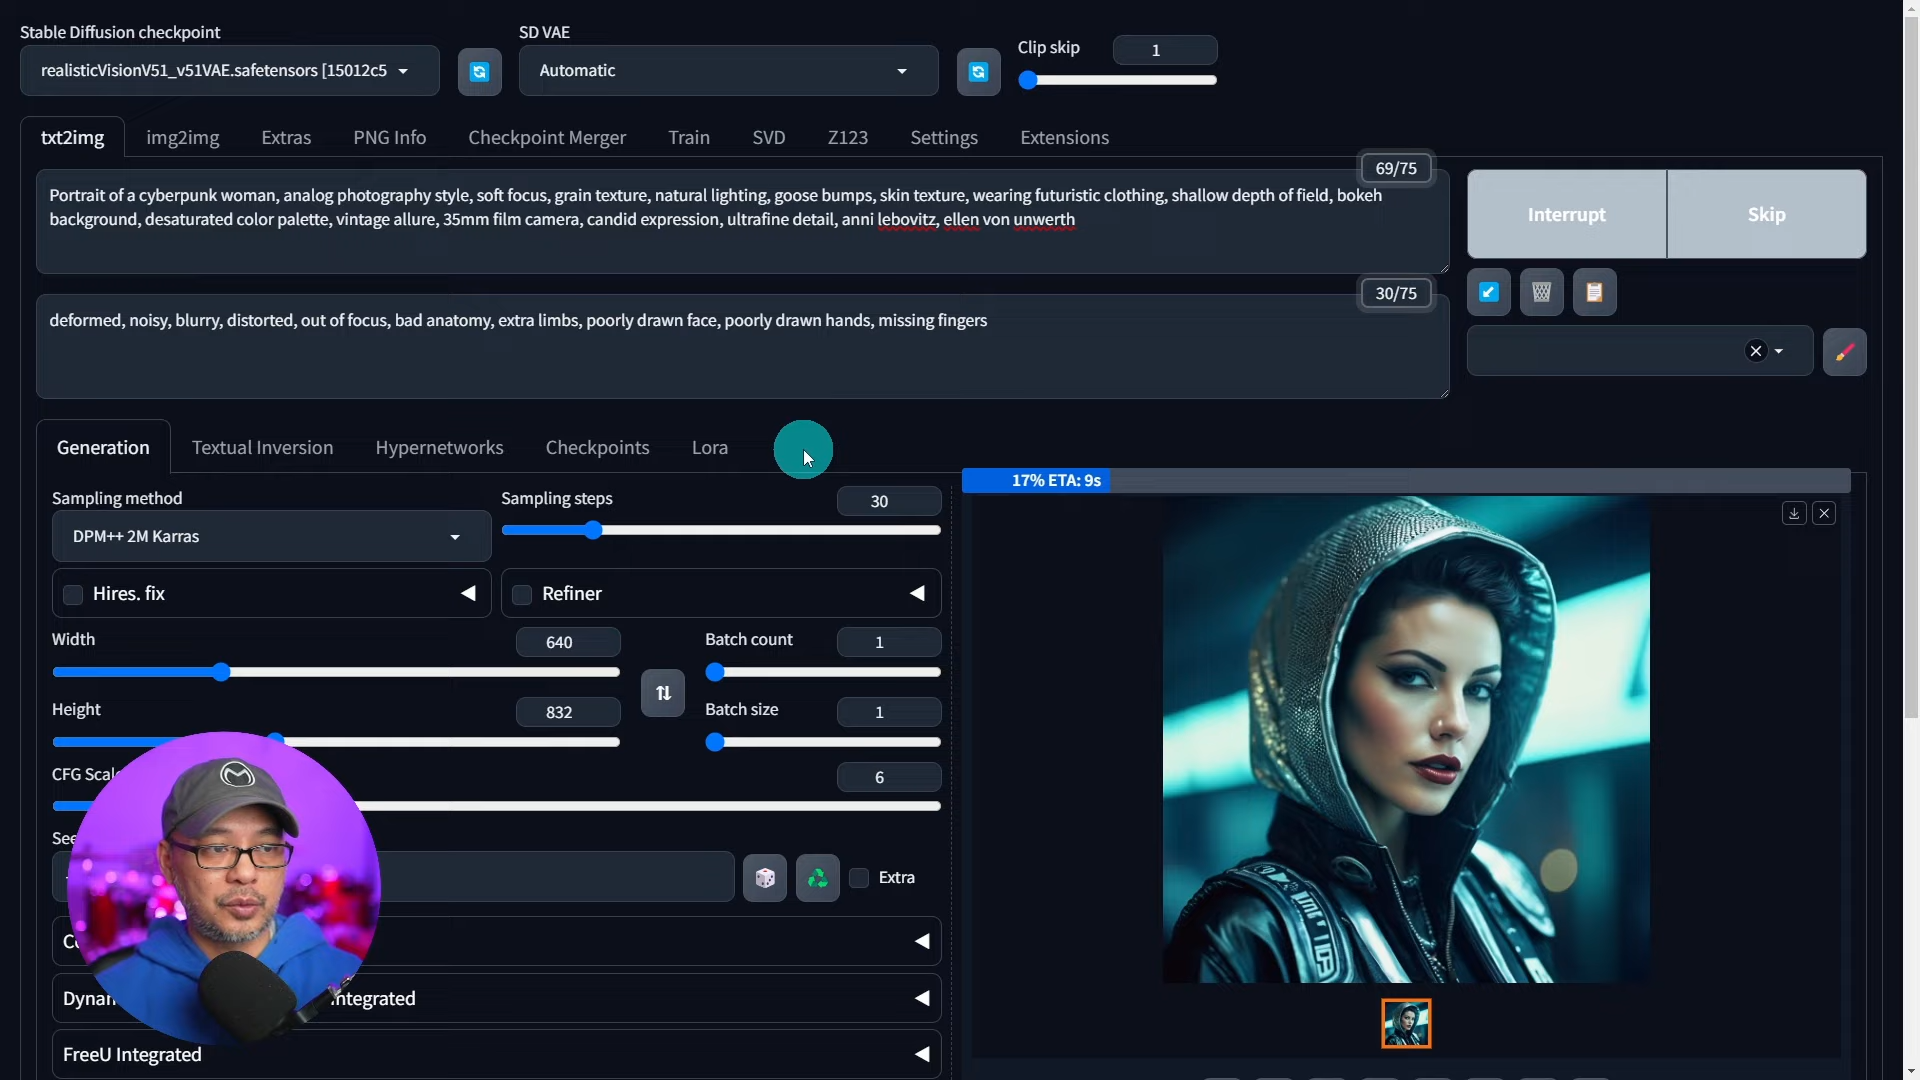 Stable Diffusion checkpoint
SD VAE
Clip skip
1
realisticVisionV51_v51VAE.safetensors [15012c5
Automatic
txt2img
img2img
Extras
PNG Info
Checkpoint Merger
Train
SVD
Z123
Settings
Extensions
69/75
Portrait of a cyberpunk woman, analog photography style, soft focus, grain texture, natural lighting, goose bumps, skin texture, wearing futuristic clothing, shallow depth of field, bokeh
background, desaturated color palette, vintage allure, 35mm film camera, candid expression, ultrafine detail, anni lebovitz, ellen von unwerth
Interrupt
Skip
30/75
deformed, noisy, blurry, distorted, out of focus, bad anatomy, extra limbs, poorly drawn face, poorly drawn hands, missing fingers
Generation
Textual Inversion
Hypernetworks
Checkpoints
Lora
17% ETA: 9s
Sampling method
Sampling steps
30
DPM++ 2M Karras
Hires. fix
Refiner
Width
640
Batch count
1
Height
832
Batch size
1
CFG Scale
6
See
Extra
Dynan
ntegrated
FreeU Integrated